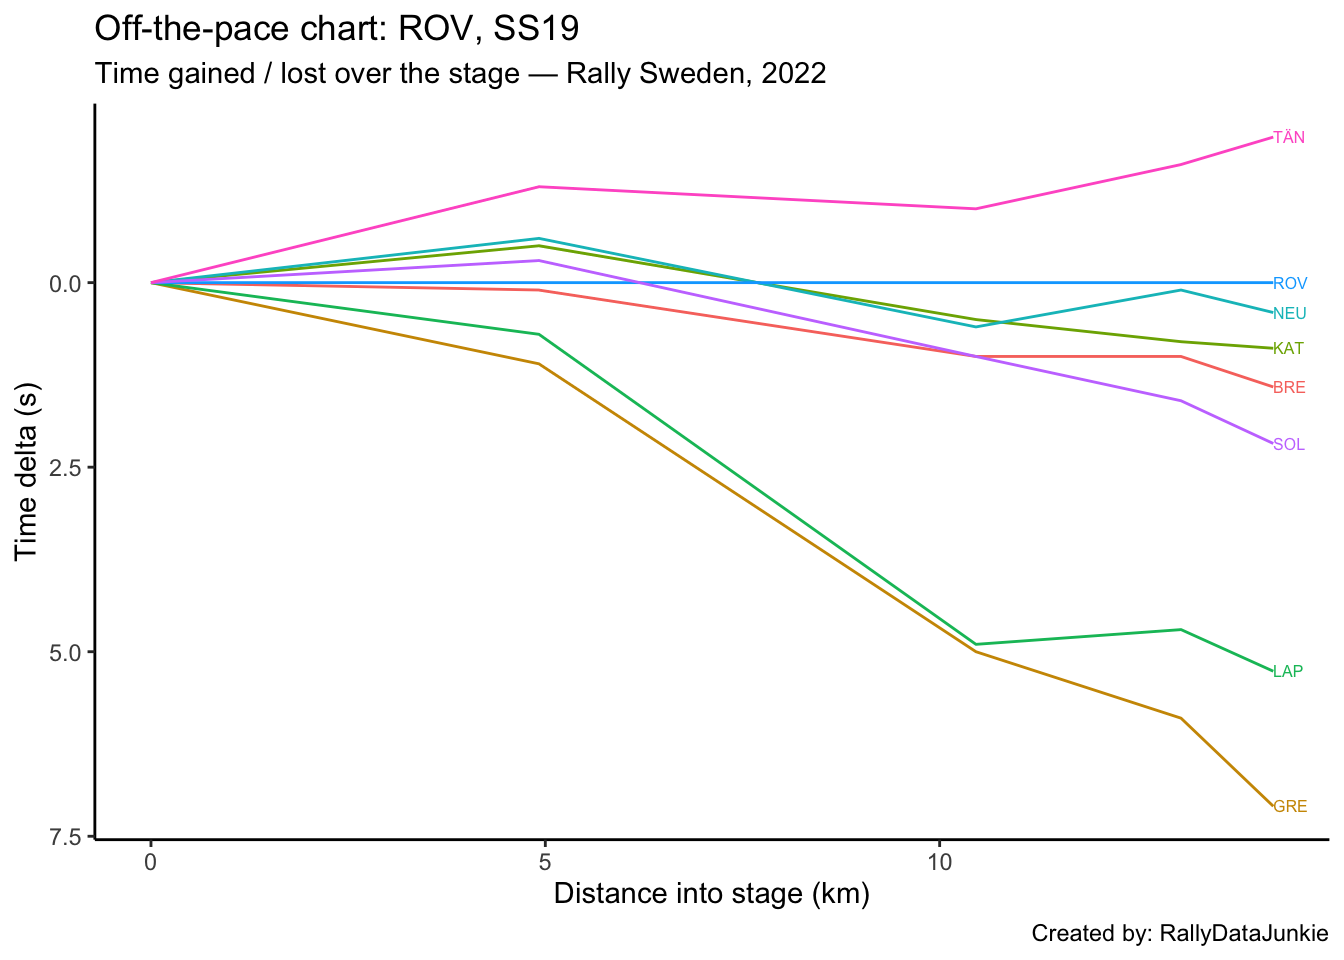 Off-the-pace chart: ROV, SS19
Time gained / lost over the stage — Rally Sweden, 2022
TÄN
0.0
ROV
NEU
KAT
BRE
SOL
Time delta (s)
2.5
5.0
LAP
GRE
7.5
0 5 10
Distance into stage (km)
Created by: RallyDataJunkie